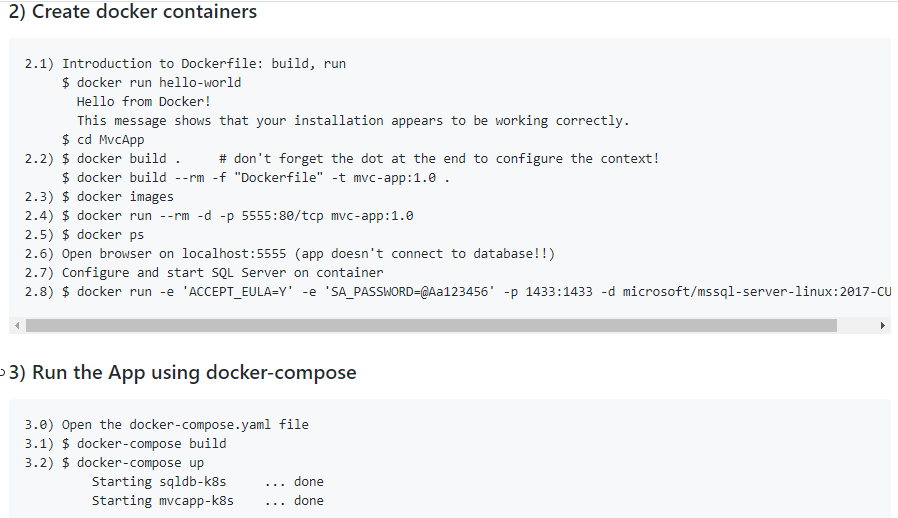 2) Create docker containers
2.1) Introduction to Dockerfile: build, run
$ docker run hello-world
Hello from Docker!
This message shows that your installation appears to be working correctly.
$ cd MvcApp
2.2) $ docker build .     # don't forget the dot at the end to configure the context!
$ docker build --rm -f "Dockerfile" -t mvc-app:1.0 .
2.3) $ docker images
2.4) $ docker run --rm -d -p 5555:80/tcp mvc-app:1.0
2.5) $ docker ps
2.6) Open browser on localhost:5555 (app doesn't connect to database!!)
2.7) Configure and start SQL Server on container
2.8) $ docker run -e 'ACCEPT_EULA=Y' -e 'SA_PASSWORD=@Aa123456' -p 1433:1433 -d microsoft/mssql-server-linux:2017-CU
3) Run the App using docker-compose
3.0) Open the docker-compose.yaml file
3.1) $ docker-compose build
3.2) $ docker-compose up
Starting sqldb-k8s     ... done
Starting mvcapp-k8s    ... done